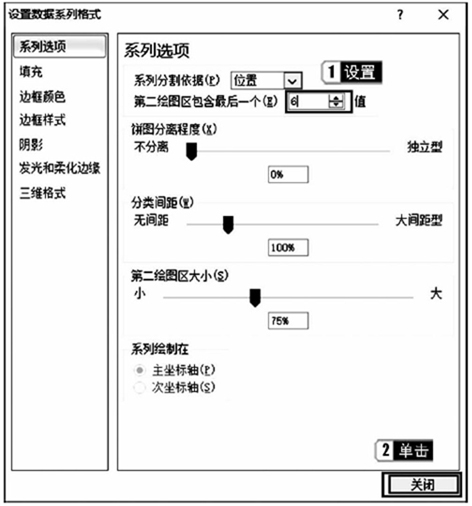 设置数据系列格式 ? ×
系列选项
填充
边框颜色
边框样式
阴影
发光和柔化边缘
三维格式
系列选项
系列分割依据(P) 位置 1 设置
第二绘图区包含最后一个(E) 6 值
饼图分离程度(X)
不分离 独立型
0%
分类间距(W)
无间距 大间距型
100%
第二绘图区大小(S)
小 大
75%
系列绘制在
主坐标轴(P)
次坐标轴(S)
2 单击
关闭